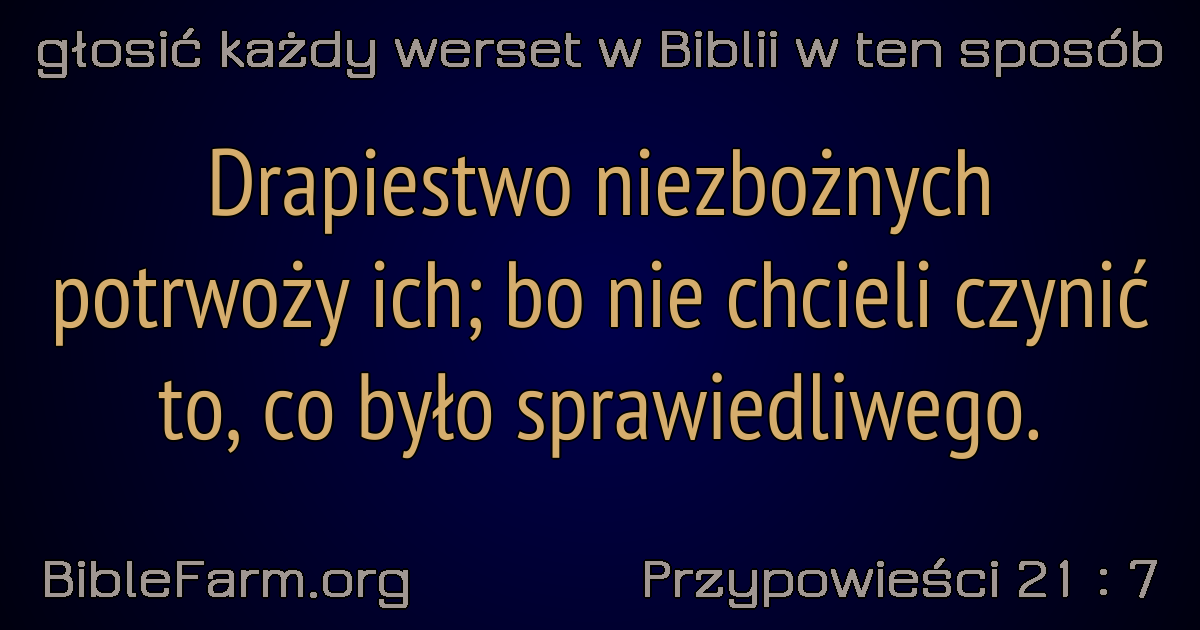 głosić każdy werset w Biblii w ten sposób
Drapiestwo niezbożnych
potrwoży ich; bo nie chcieli czynić
to, co było sprawiedliwego.
BibleFarm.org
Przypowieści 21 : 7